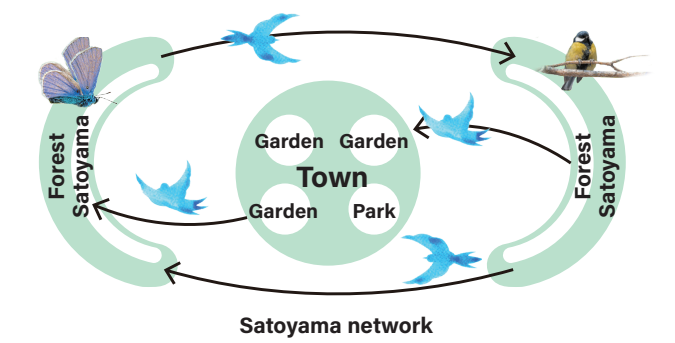 Forest
Satoyama
Garden Garden
Town
Garden Park
Forest
Satoyama
Satoyama network